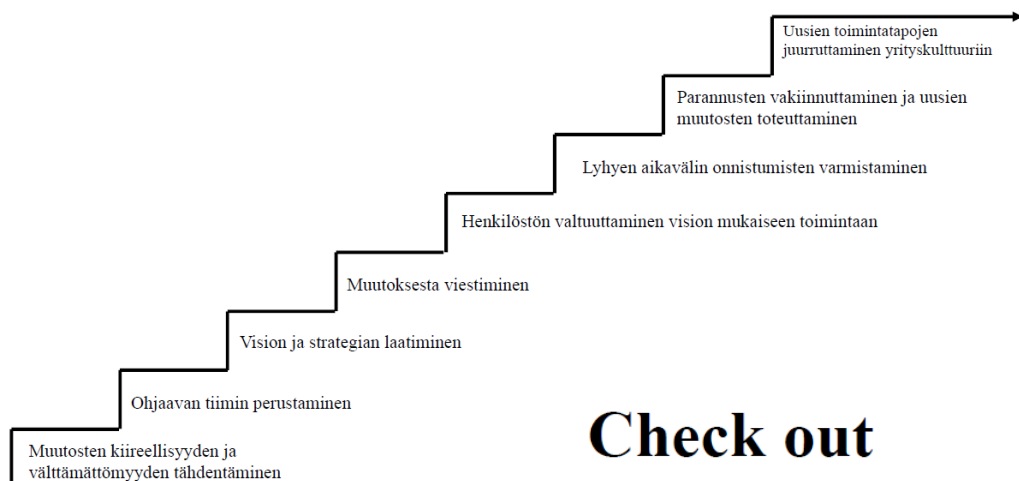 Uusien toimintatapojen
juurruttaminen yrityskulttuuriin
Parannusten vakiinnuttaminen ja uusien
muutosten toteuttaminen
Lyhyen aikavälin onnistumisten varmistaminen
Henkilöstön valtuuttaminen vision mukaiseen toimintaan
Muutoksesta viestiminen
Vision ja strategian laatiminen
Ohjaavan tiimin perustaminen
Check out
Muutosten kiireellisyyden ja
välttämättömyyden tähdentäminen